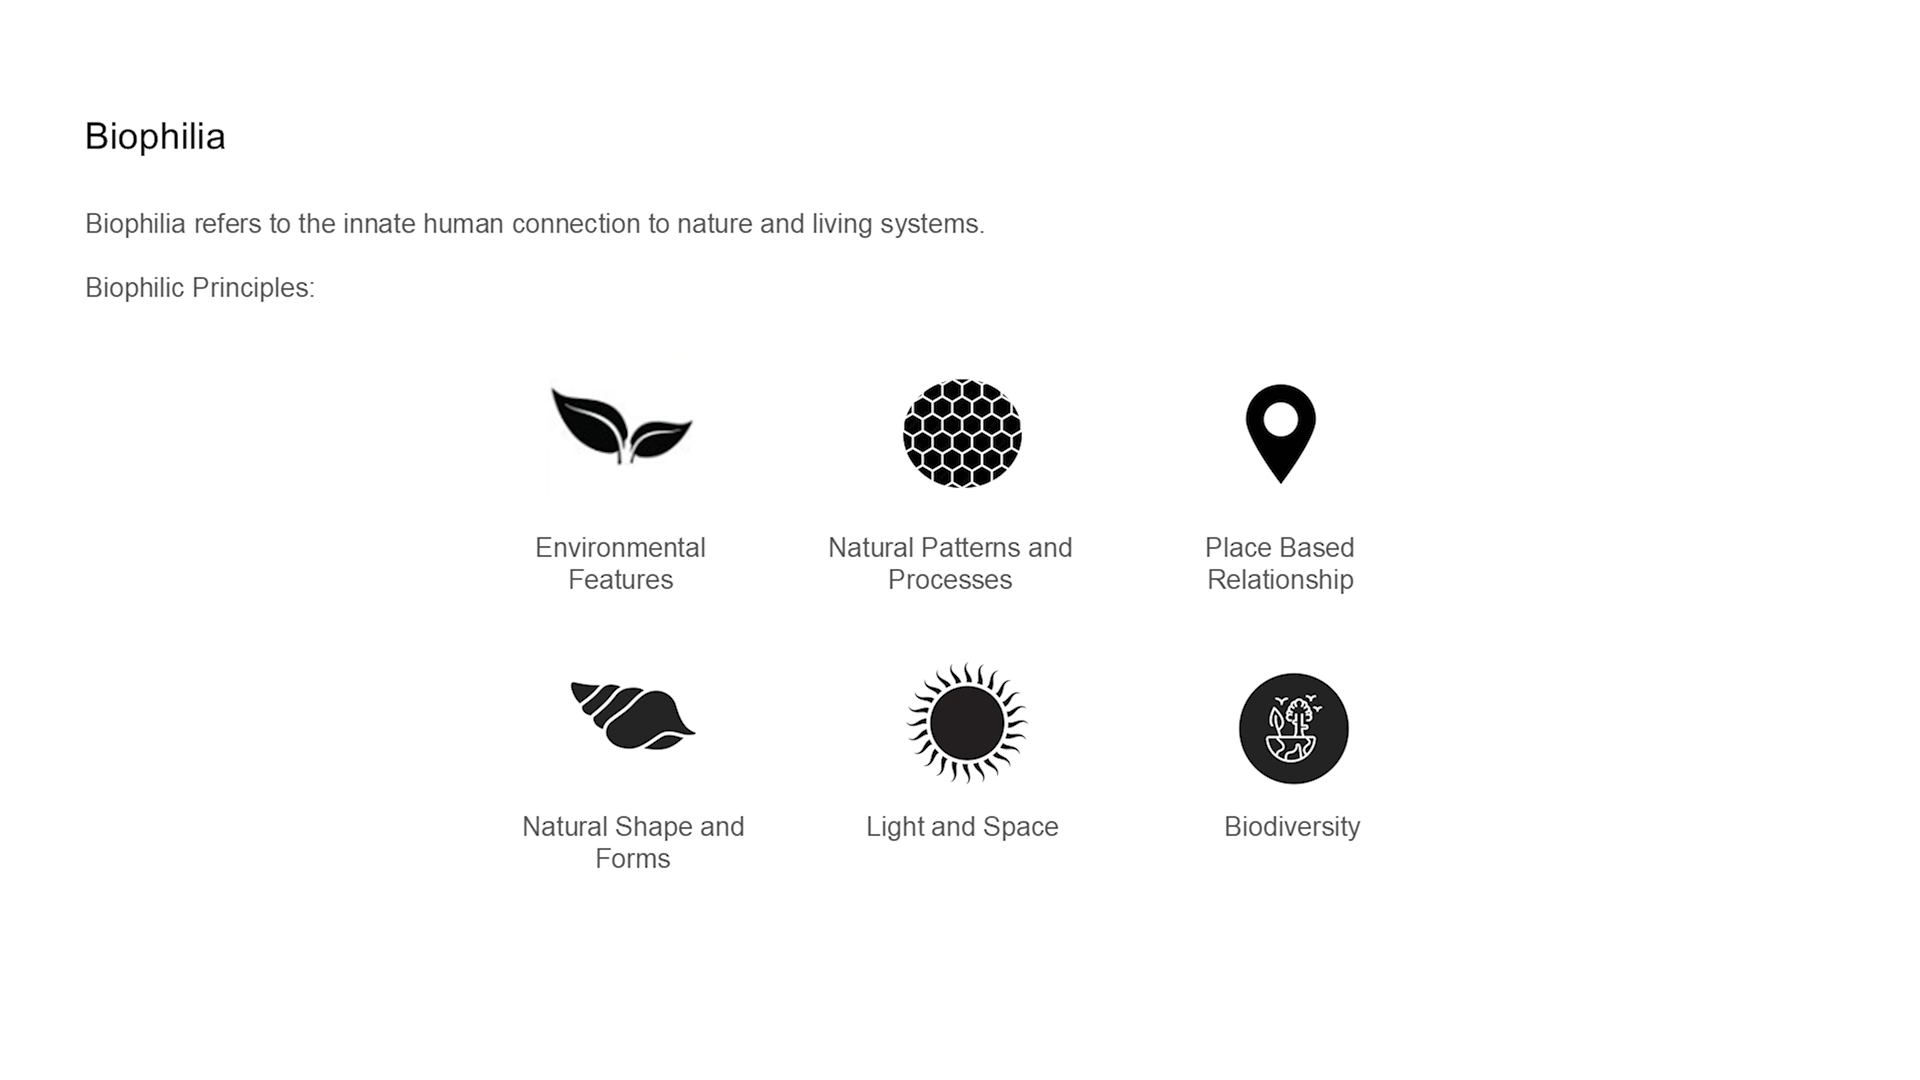 Biophilia
Biophilia refers to the innate human connection to nature and living systems.
Biophilic Principles:
Environmental
Features
Natural Patterns and
Processes
Place Based
Relationship
Natural Shape and
Forms
Light and Space
Biodiversity